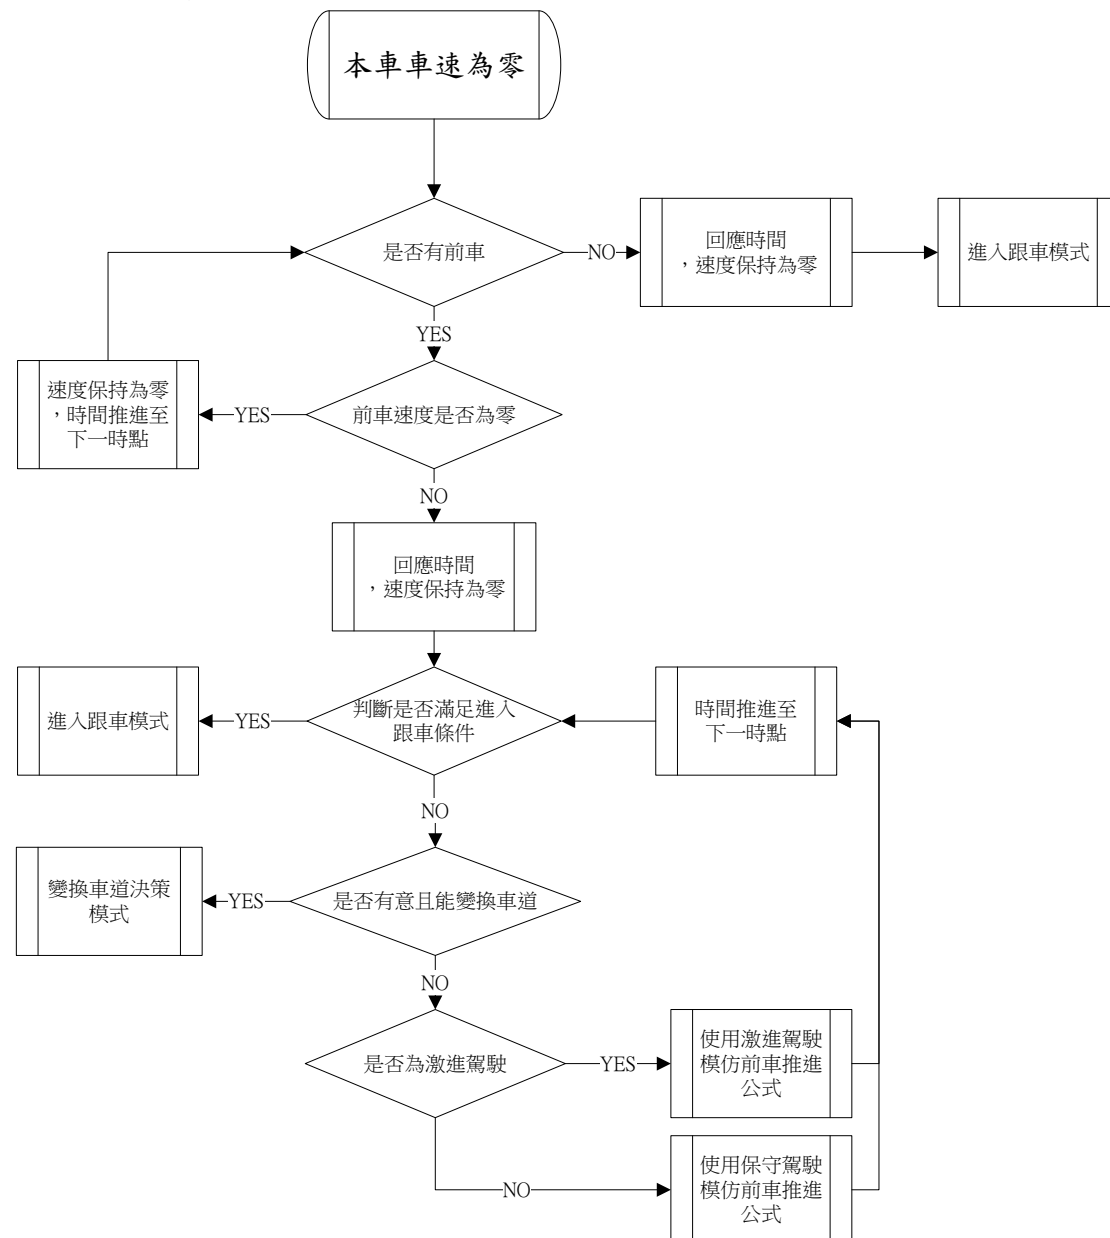 本車車速為零
是否有前車
NO
回應時間
，速度保持為零
進入跟車模式
YES
速度保持為零
，時間推進至
下一時點
YES
前車速度是否為零
NO
回應時間
，速度保持為零
進入跟車模式
YES
判斷是否滿足進入
跟車條件
時間推進至
下一時點
NO
變換車道決策
模式
YES
是否有意且能變換車道
NO
是否為激進駕駛
YES
使用激進駕駛
模仿前車推進
公式
NO
使用保守駕駛
模仿前車推進
公式